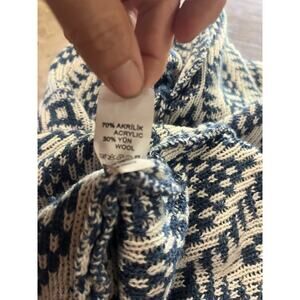 70% AKRİLİK
ACRYLIC
30% YÜN
WOOL